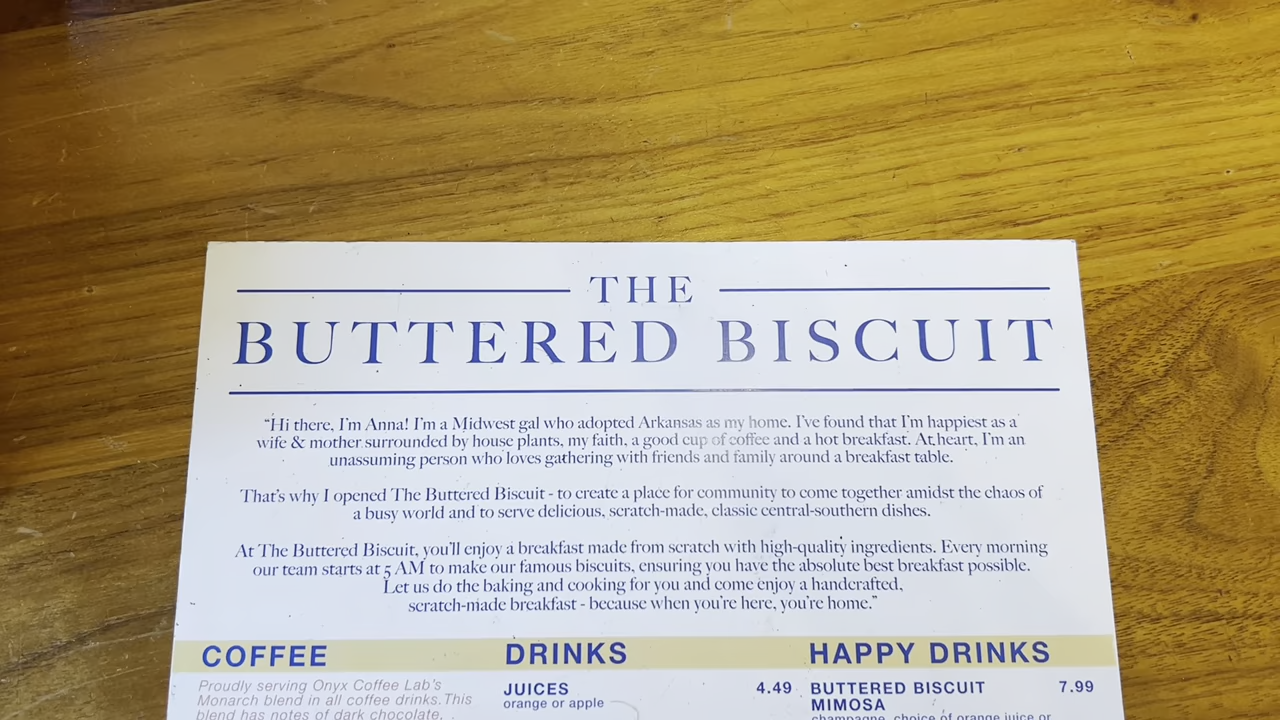 THE
BUTTERED BISCUIT
“Hi there, I’m Anna! I’m a Midwest gal who adopted Arkansas as my home. I’ve found that I’m happiest as a
wife & mother surrounded by house plants, my faith, a good cup of coffee and a hot breakfast. At heart, I’m an
unassuming person who loves gathering with friends and family around a breakfast table.
That’s why I opened The Buttered Biscuit - to create a place for community to come together amidst the chaos of
a busy world and to serve delicious, scratch-made, classic central-southern dishes.
At The Buttered Biscuit, you’ll enjoy a breakfast made from scratch with high-quality ingredients. Every morning
our team starts at 5 AM to make our famous biscuits, ensuring you have the absolute best breakfast possible.
Let us do the baking and cooking for you and come enjoy a handcrafted,
scratch-made breakfast - because when you’re here, you’re home.”
COFFEE
Proudly serving Onyx Coffee Lab’s
Monarch blend in all coffee drinks. This
blend has notes of dark chocolate,
DRINKS
JUICES 4.49
orange or apple
HAPPY DRINKS
BUTTERED BISCUIT 7.99
MIMOSA
champagne, choice of orange juice or